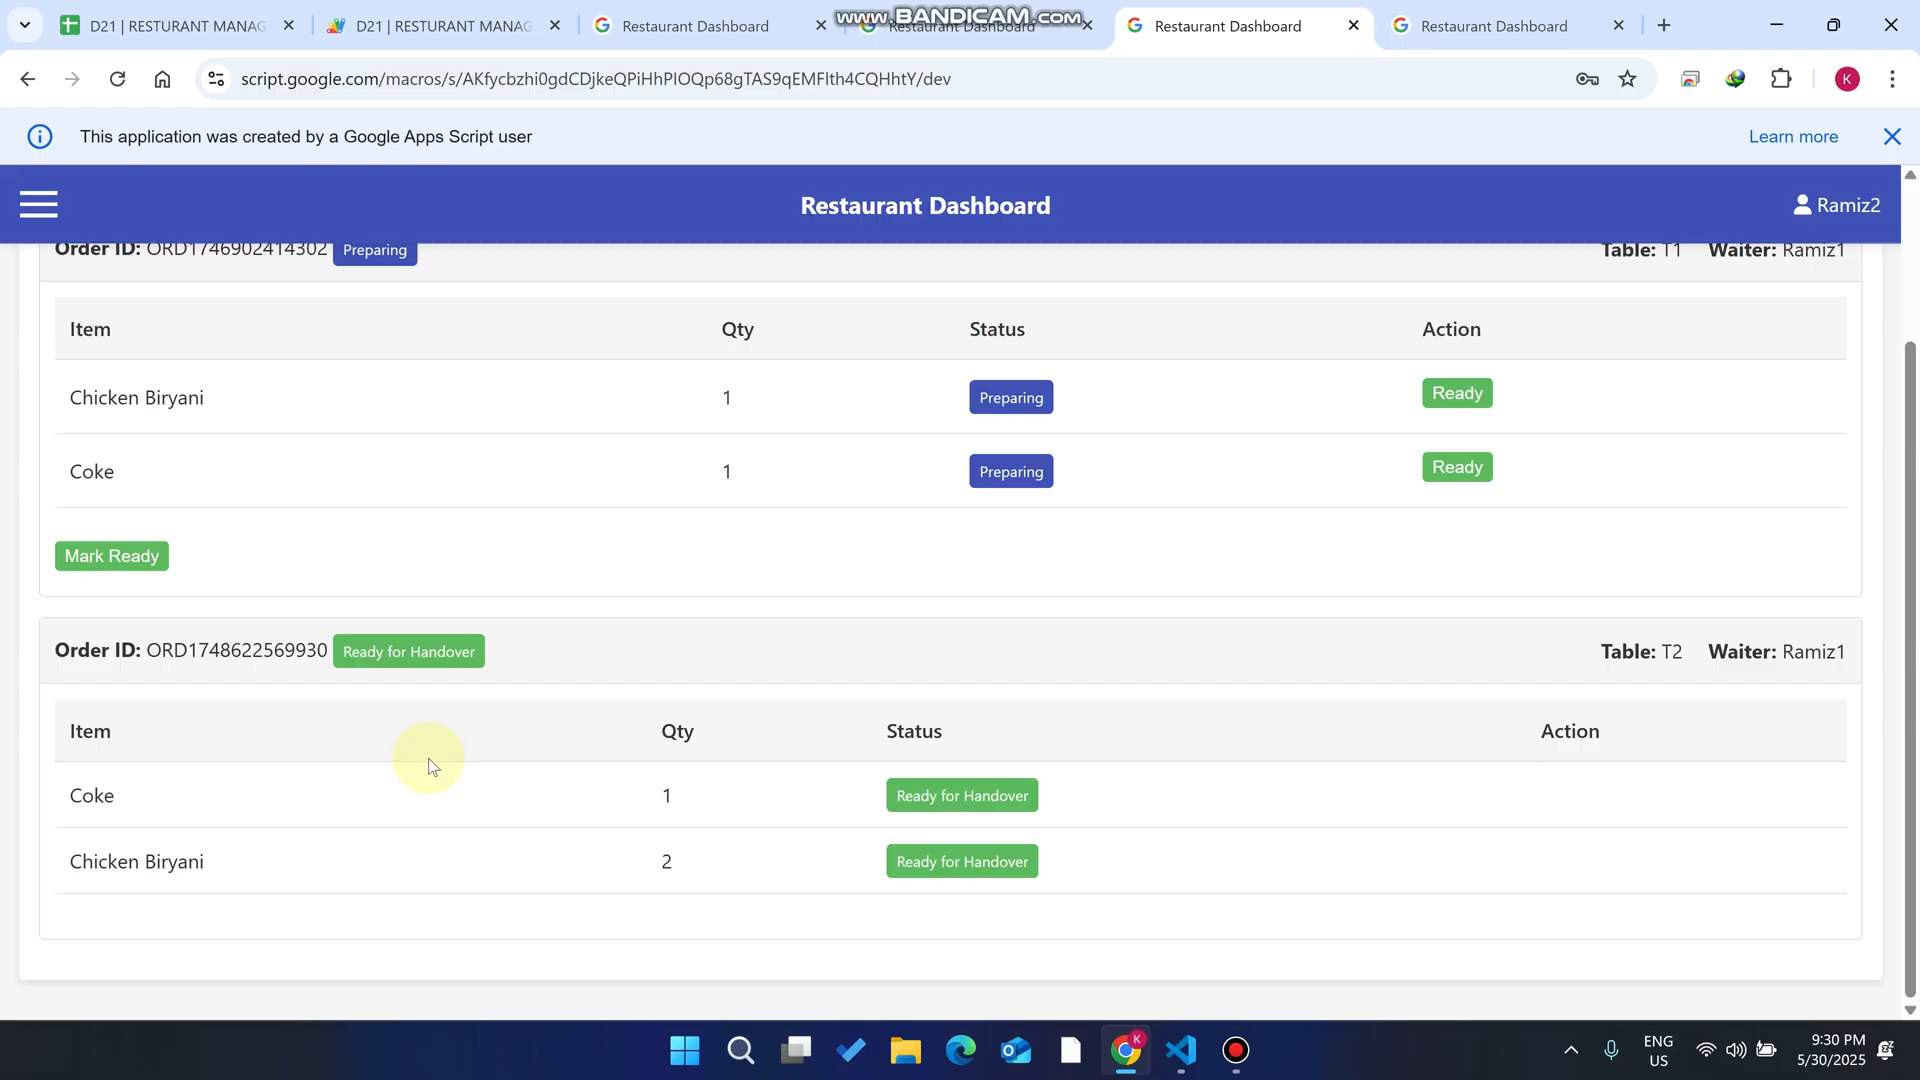 D21 | RESTURANT MANAG
D21 | RESTURANT MANAG
Restaurant Dashboard
Restaurant Dashboard
Restaurant Dashboard
Restaurant Dashboard
www.BANDICAM.com
script.google.com/macros/s/AKfycbzhi0gdCDjkeQPiHhPlOQp68gTAS9qEMFlth4CQHhtY/dev
K
This application was created by a Google Apps Script user
Learn more
Restaurant Dashboard
Ramiz2
Order ID: ORD1746902414302 Preparing
Table: T1 Waiter: Ramiz1
Item Qty Status Action
Chicken Biryani 1 Preparing Ready
Coke 1 Preparing Ready
Mark Ready
Order ID: ORD1748622569930 Ready for Handover
Table: T2 Waiter: Ramiz1
Item Qty Status Action
Coke 1 Ready for Handover
Chicken Biryani 2 Ready for Handover
ENG
US
9:30 PM
5/30/2025